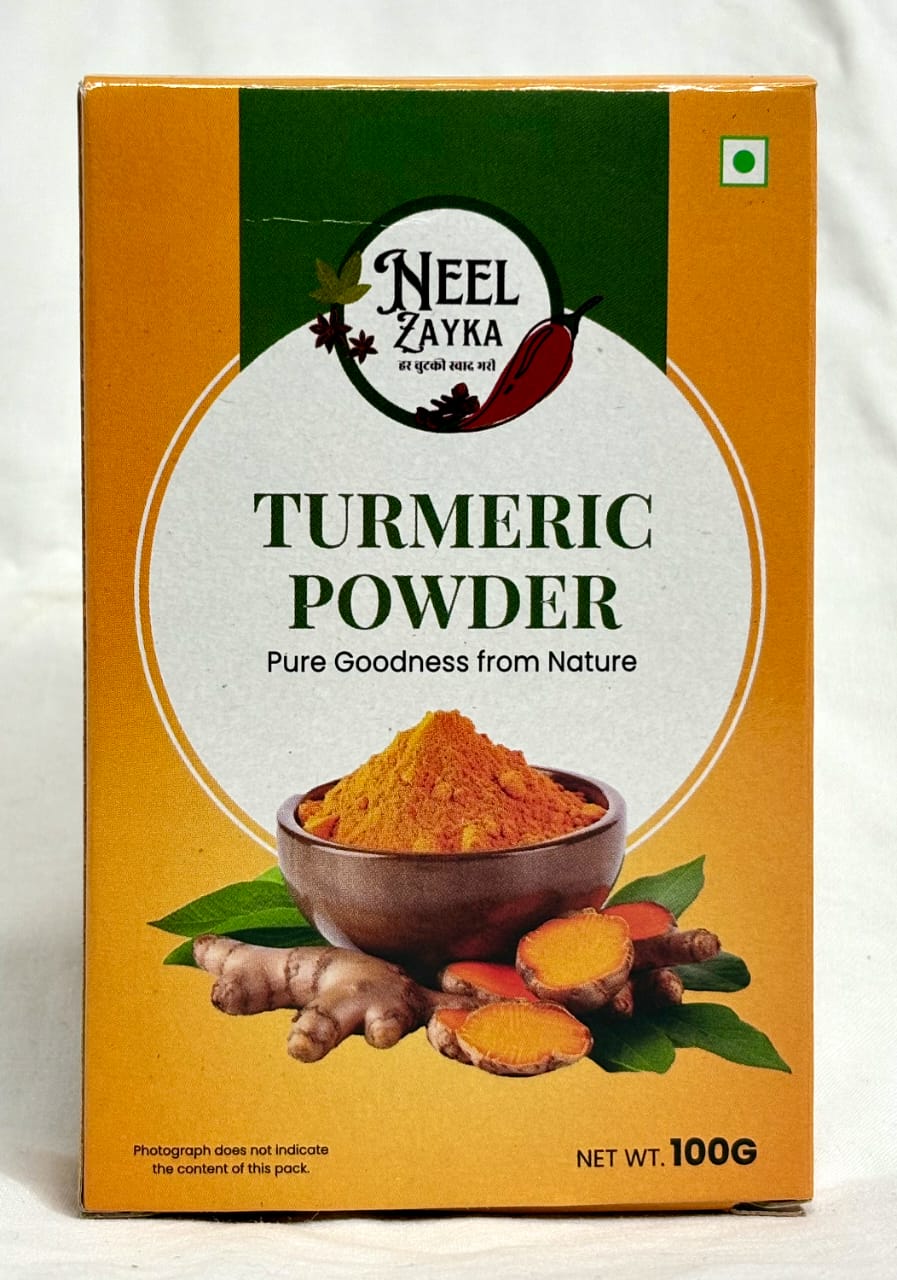 NEEL
ZAYKA
हर चुटकी स्वाद भरी
TURMERIC
POWDER
Pure Goodness from Nature
Photograph does not indicate
the content of this pack.
NET WT. 100G